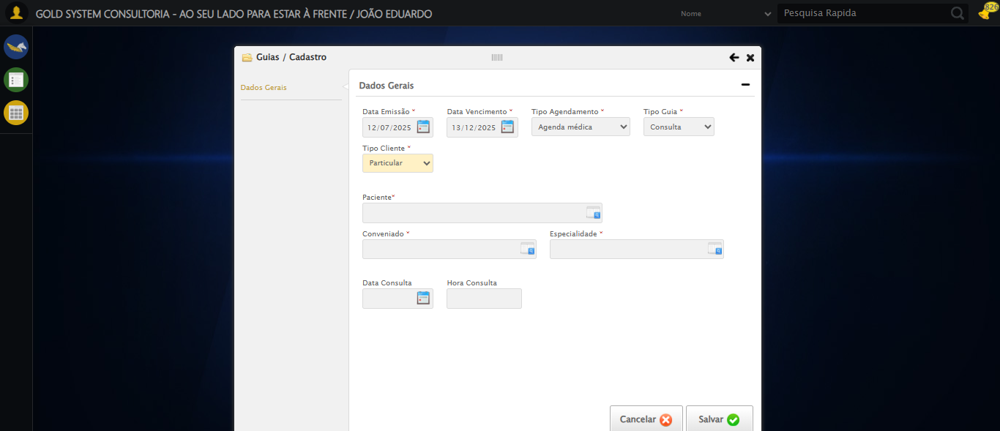 GOLD SYSTEM CONSULTORIA - AO SEU LADO PARA ESTAR À FRENTE / JOÃO EDUARDO
Nome
Pesquisa Rapida
826
Guias / Cadastro
Dados Gerais
Dados Gerais
Data Emissão * Data Vencimento * Tipo Agendamento * Tipo Guia *
12/07/2025 13/12/2025 Agenda médica Consulta
Tipo Cliente *
Particular
Paciente*
Conveniado * Especialidade *
Data Consulta Hora Consulta
Cancelar Salvar